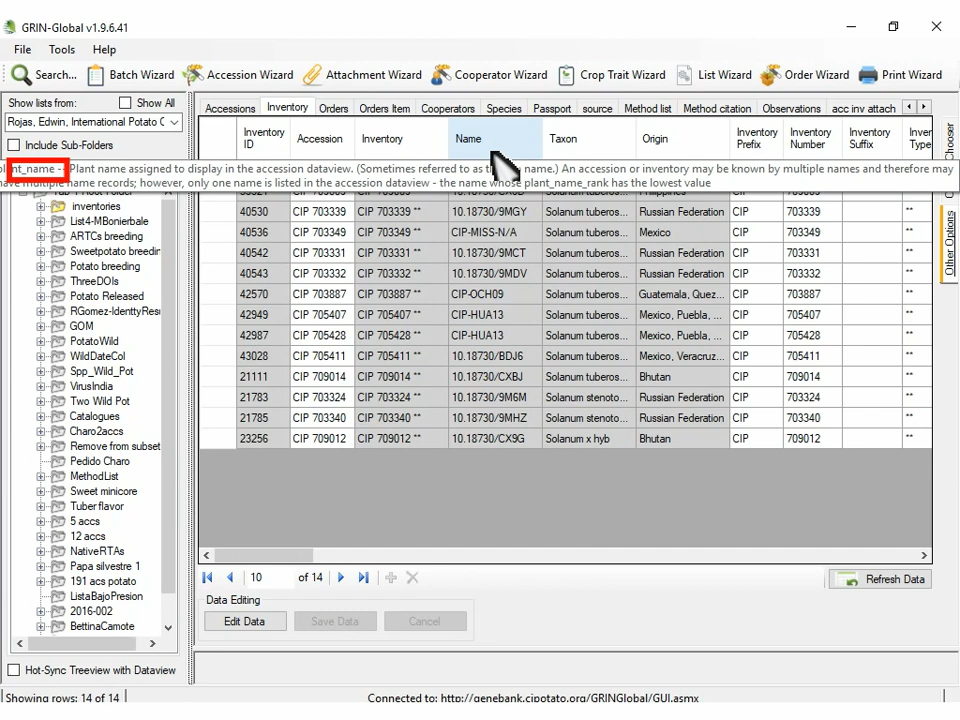 GRIN-Global v1.9.6.41
File Tools Help
Search... Batch Wizard Accession Wizard Attachment Wizard Cooperator Wizard Crop Trait Wizard List Wizard Order Wizard Print Wizard
Show lists from: Show All
Rojas, Edwin, International Potato C
Include Sub-Folders
Accessions Inventory Orders Orders Item Cooperators Species Passport source Method list Method citation Observations acc inv attach
Inventory ID Accession Inventory Name Taxon Origin Inventory Prefix Inventory Number Inventory Suffix Inver Type
plant_name -- Plant name assigned to display in the accession dataview. (Sometimes referred to as the name.) An accession or inventory may be known by multiple names and therefore may
have multiple name records; however, only one name is listed in the accession dataview - the name whose plant_name_rank has the lowest value
40530 CIP 703339 CIP 703339 ** 10.18730/9MGY Solanum tuberos... Russian Federation CIP 703339 **
40536 CIP 703349 CIP 703349 ** CIP-MISS-N/A Solanum tuberos... Mexico CIP 703349 **
40542 CIP 703331 CIP 703331 ** 10.18730/9MCT Solanum tuberos... Russian Federation CIP 703331 **
40543 CIP 703332 CIP 703332 ** 10.18730/9MDV Solanum tuberos... Russian Federation CIP 703332 **
42570 CIP 703887 CIP 703887 ** CIP-OCH09 Solanum tuberos... Guatemala, Quez... CIP 703887 **
42949 CIP 705407 CIP 705407 ** CIP-HUA13 Solanum tuberos... Mexico, Puebla, ... CIP 705407 **
42987 CIP 705428 CIP 705428 ** CIP-HUA13 Solanum tuberos... Mexico, Puebla, ... CIP 705428 **
43028 CIP 705411 CIP 705411 ** 10.18730/BDJ6 Solanum tuberos... Mexico, Veracruz... CIP 705411 **
21111 CIP 709014 CIP 709014 ** 10.18730/CXBJ Solanum tuberos... Bhutan CIP 709014 **
21783 CIP 703324 CIP 703324 ** 10.18730/9M6M Solanum stenoto... Russian Federation CIP 703324 **
21785 CIP 703340 CIP 703340 ** 10.18730/9MHZ Solanum stenoto... Russian Federation CIP 703340 **
23256 CIP 709012 CIP 709012 ** 10.18730/CX9G Solanum x hyb Bhutan CIP 709012 **
inventories
List4-MBonierbale
ARTCs breeding
Sweetpotato breedin
Potato breeding
ThreeDOIs
Potato Released
RGomez-IdenttyRes
GOM
PotatoWild
WildDateCol
Spp_Wild_Pot
VirusIndia
Two Wild Pot
Catalogues
Charo2accs
Remove from subset
Pedido Charo
MethodList
Sweet minicore
Tuber flavor
5 accs
12 accs
NativeRTAs
Papa silvestre 1
191 acs potato
ListaBajoPresion
2016-002
BettinaCamote
Other Options
10 of 14
Refresh Data
Data Editing
Edit Data Save Data Cancel
Hot-Sync Treeview with Dataview
Showing rows: 14 of 14 Connected to: http://genebank.cipotato.org/GRINGlobal/GUI.asmx